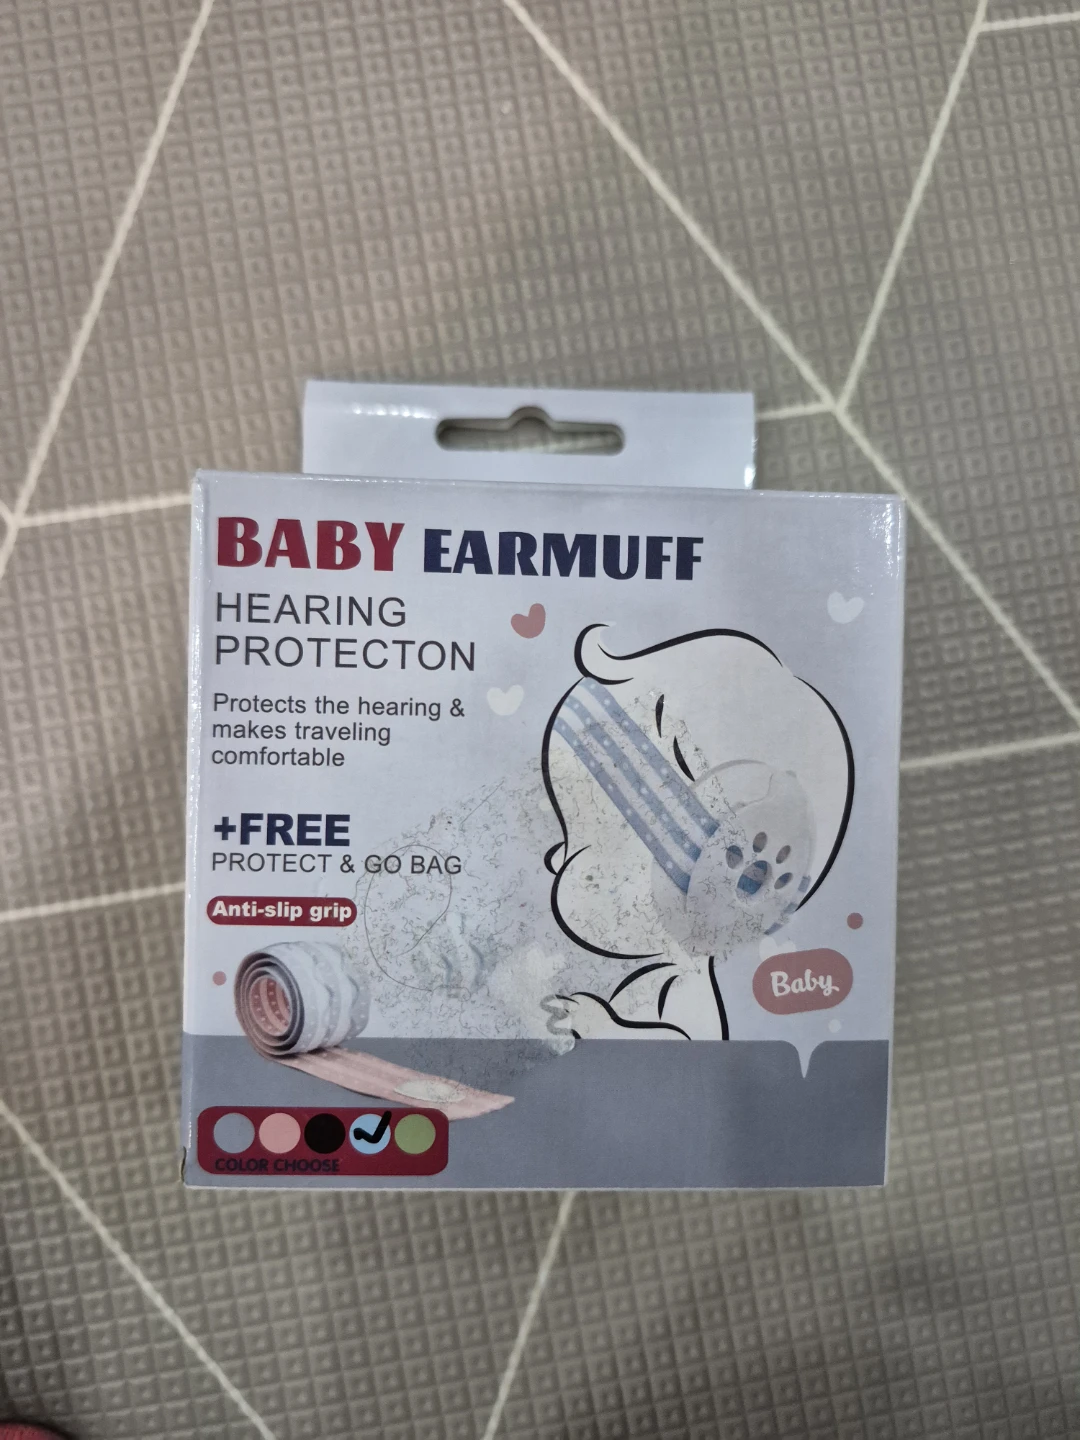 BABY EARMUFF
HEARING
PROTECTON
Protects the hearing &
makes traveling
comfortable
+FREE
PROTECT & GO BAG
Anti-slip grip
Baby
COLOR CHOOSE